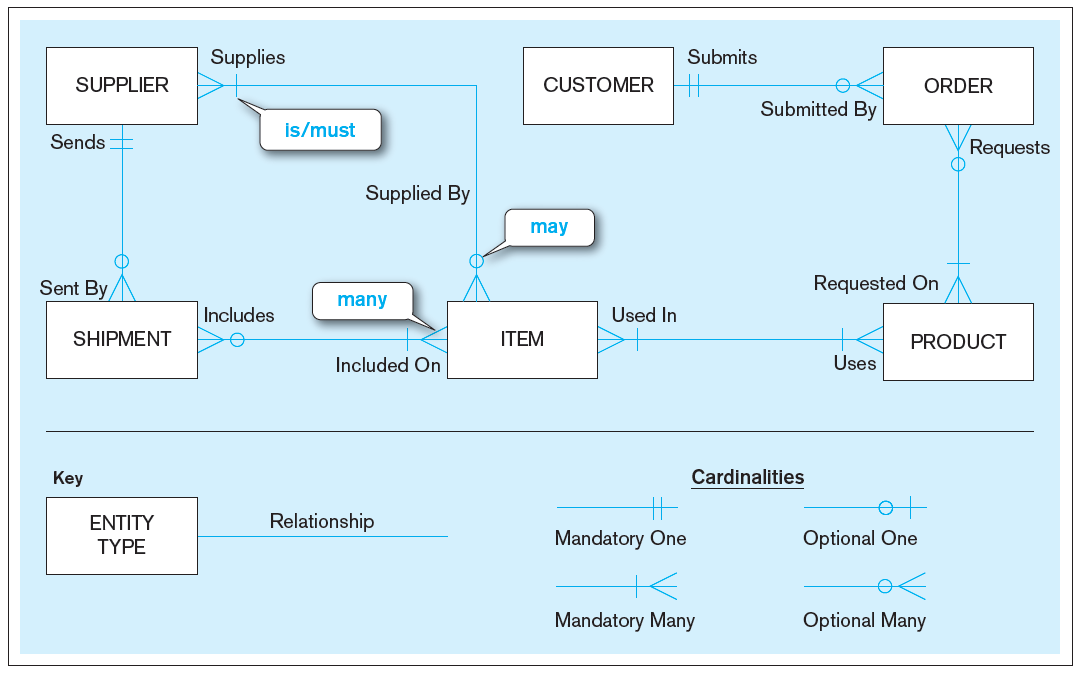 SUPPLIER
Supplies
CUSTOMER
Submits
ORDER
Submitted By
is/must
Sends
Requests
Supplied By
may
Sent By
many
Requested On
SHIPMENT
Includes
Included On
ITEM
Used In
Uses
PRODUCT
Key
ENTITY
TYPE
Relationship
Cardinalities
Mandatory One
Optional One
Mandatory Many
Optional Many